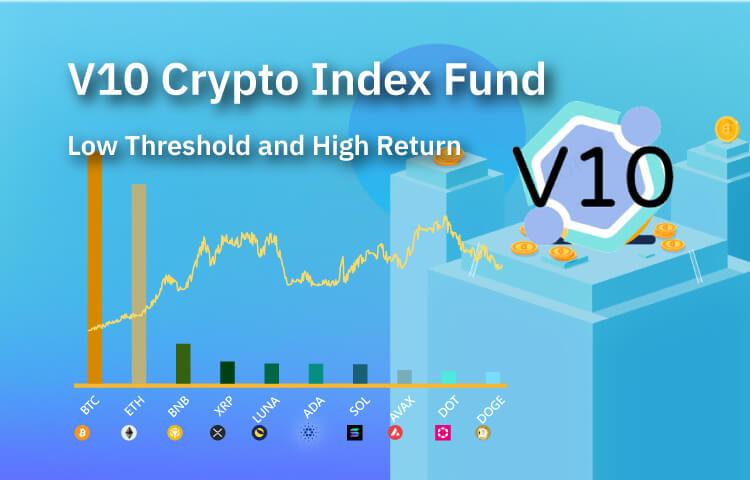 V10 Crypto Index Fund
Low Threshold and High Return
V10
BTC
ETH
BNB
XRP
LUNA
ADA
SOL
AVAX
DOT
DOGE